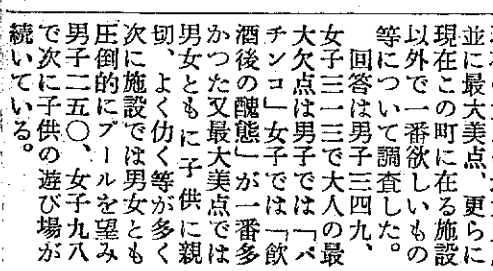 並に最大美点、更らに
現在この町に在る施設
以外で一番欲しいもの
等について調査した。
回答は男子三四九、
女子三一三で大人の最
大欠点は男子では「パ
チンコ」女子では「飲
酒後の醜態」が一番多
かつた又最大美点では
男女ともに子供に親
切、よく仂く等が多く
次に施設では男女とも
圧倒的にプールを望み
男子二五〇、女子九八
で次に子供の遊び場が
続いている。